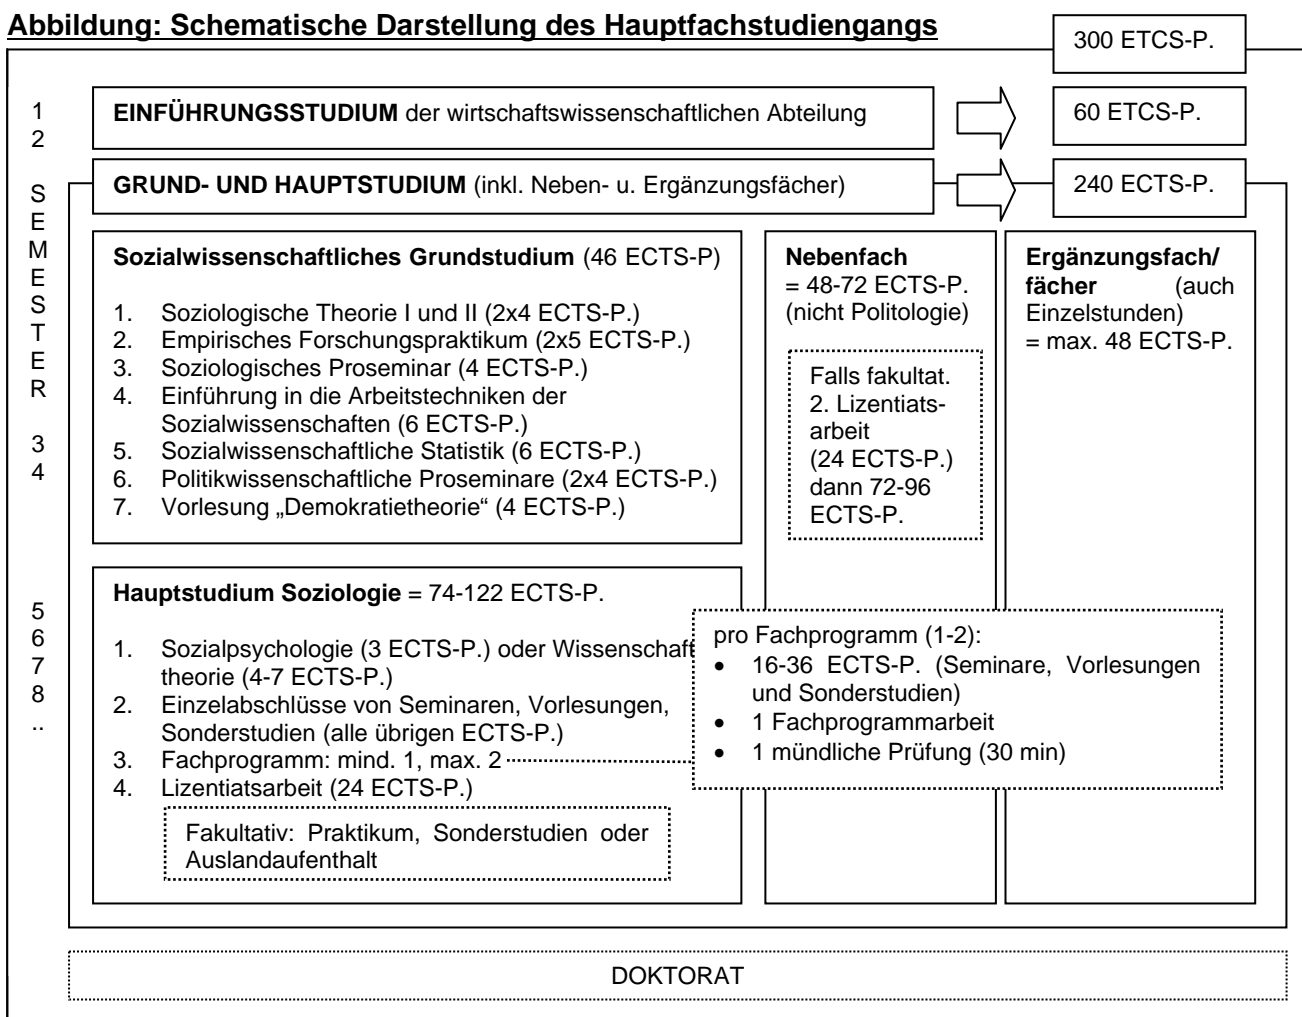 Abbildung: Schematische Darstellung des Hauptfachstudiengangs
300 ETCS-P.
1
2
SEMESTER
3
4
5
6
7
8
..
EINFÜHRUNGSSTUDIUM der wirtschaftswissenschaftlichen Abteilung
60 ETCS-P.
GRUND- UND HAUPTSTUDIUM (inkl. Neben- u. Ergänzungsfächer)
240 ECTS-P.
Sozialwissenschaftliches Grundstudium (46 ECTS-P)
1. Soziologische Theorie I und II (2x4 ECTS-P.)
2. Empirisches Forschungspraktikum (2x5 ECTS-P.)
3. Soziologisches Proseminar (4 ECTS-P.)
4. Einführung in die Arbeitstechniken der
Sozialwissenschaften (6 ECTS-P.)
5. Sozialwissenschaftliche Statistik (6 ECTS-P.)
6. Politikwissenschaftliche Proseminare (2x4 ECTS-P.)
7. Vorlesung „Demokratietheorie“ (4 ECTS-P.)
Nebenfach
= 48-72 ECTS-P.
(nicht Politologie)
Falls fakultat.
2. Lizentiats-
arbeit
(24 ECTS-P.)
dann 72-96
ECTS-P.
Ergänzungsfach/
fächer (auch
Einzelstunden)
= max. 48 ECTS-P.
Hauptstudium Soziologie = 74-122 ECTS-P.
1. Sozialpsychologie (3 ECTS-P.) oder Wissenschaft
theorie (4-7 ECTS-P.)
2. Einzelabschlüsse von Seminaren, Vorlesungen,
Sonderstudien (alle übrigen ECTS-P.)
3. Fachprogramm: mind. 1, max. 2
4. Lizentiatsarbeit (24 ECTS-P.)
Fakultativ: Praktikum, Sonderstudien oder
Auslandaufenthalt
pro Fachprogramm (1-2):
• 16-36 ECTS-P. (Seminare, Vorlesungen
und Sonderstudien)
• 1 Fachprogrammarbeit
• 1 mündliche Prüfung (30 min)
DOKTORAT